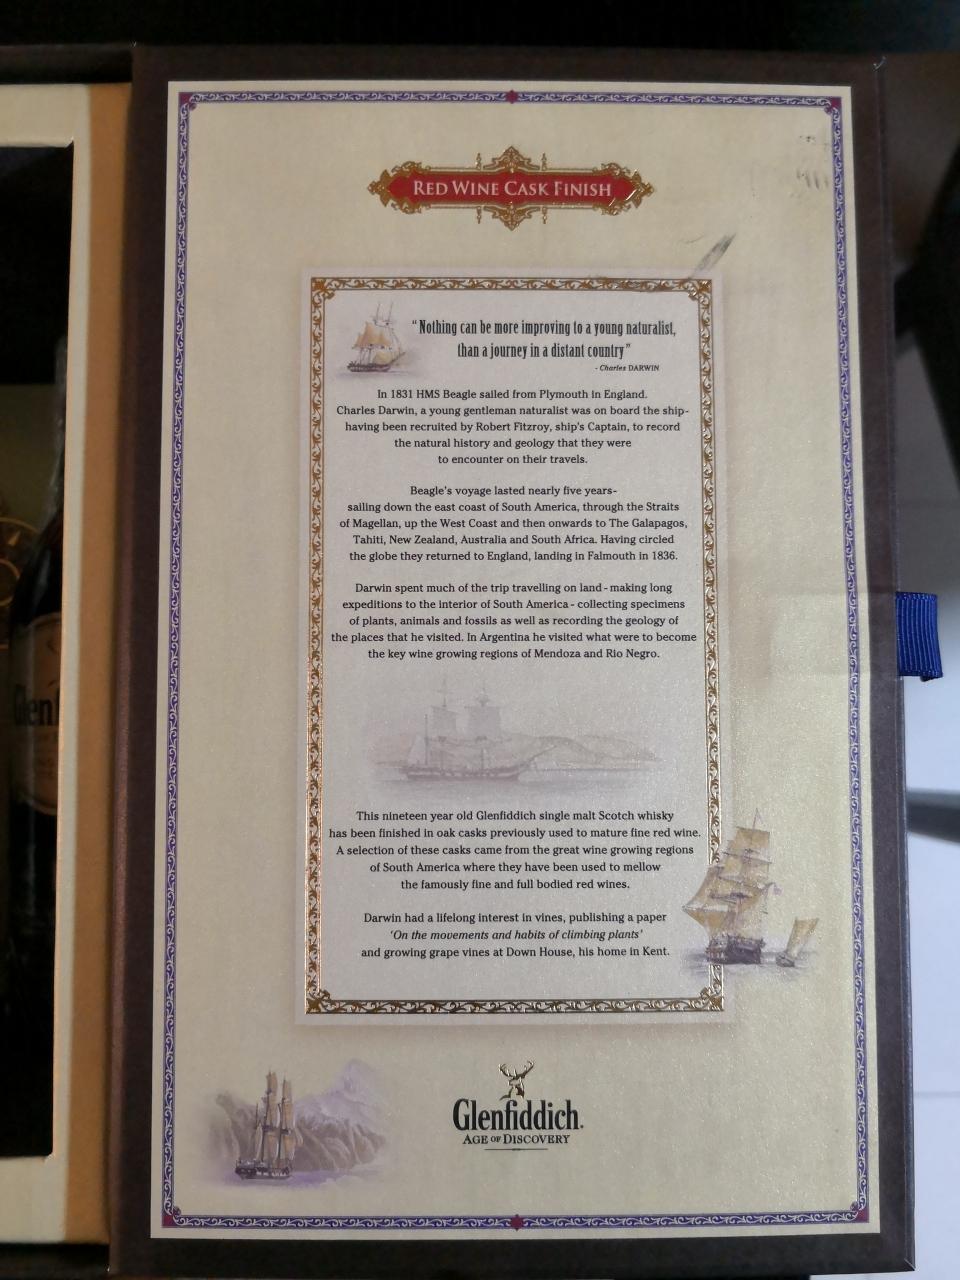 RED WINE CASK FINISH
"Nothing can be more improving to a young naturalist,
than a journey in a distant country"
- Charles DARWIN
In 1831 HMS Beagle sailed from Plymouth in England.
Charles Darwin, a young gentleman naturalist was on board the ship-
having been recruited by Robert Fitzroy, ship's Captain, to record
the natural history and geology that they were
to encounter on their travels.
Beagle's voyage lasted nearly five years-
sailing down the east coast of South America, through the Straits
of Magellan, up the West Coast and then onwards to The Galapagos,
Tahiti, New Zealand, Australia and South Africa. Having circled
the globe they returned to England, landing in Falmouth in 1836.
Darwin spent much of the trip travelling on land - making long
expeditions to the interior of South America - collecting specimens
of plants, animals and fossils as well as recording the geology of
the places that he visited. In Argentina he visited what were to become
the key wine growing regions of Mendoza and Rio Negro.
This nineteen year old Glenfiddich single malt Scotch whisky
has been finished in oak casks previously used to mature fine red wine.
A selection of these casks came from the great wine growing regions
of South America where they have been used to mellow
the famously fine and full bodied red wines.
Darwin had a lifelong interest in vines, publishing a paper
'On the movements and habits of climbing plants'
and growing grape vines at Down House, his home in Kent.
Glenfiddich.
AGE OF DISCOVERY